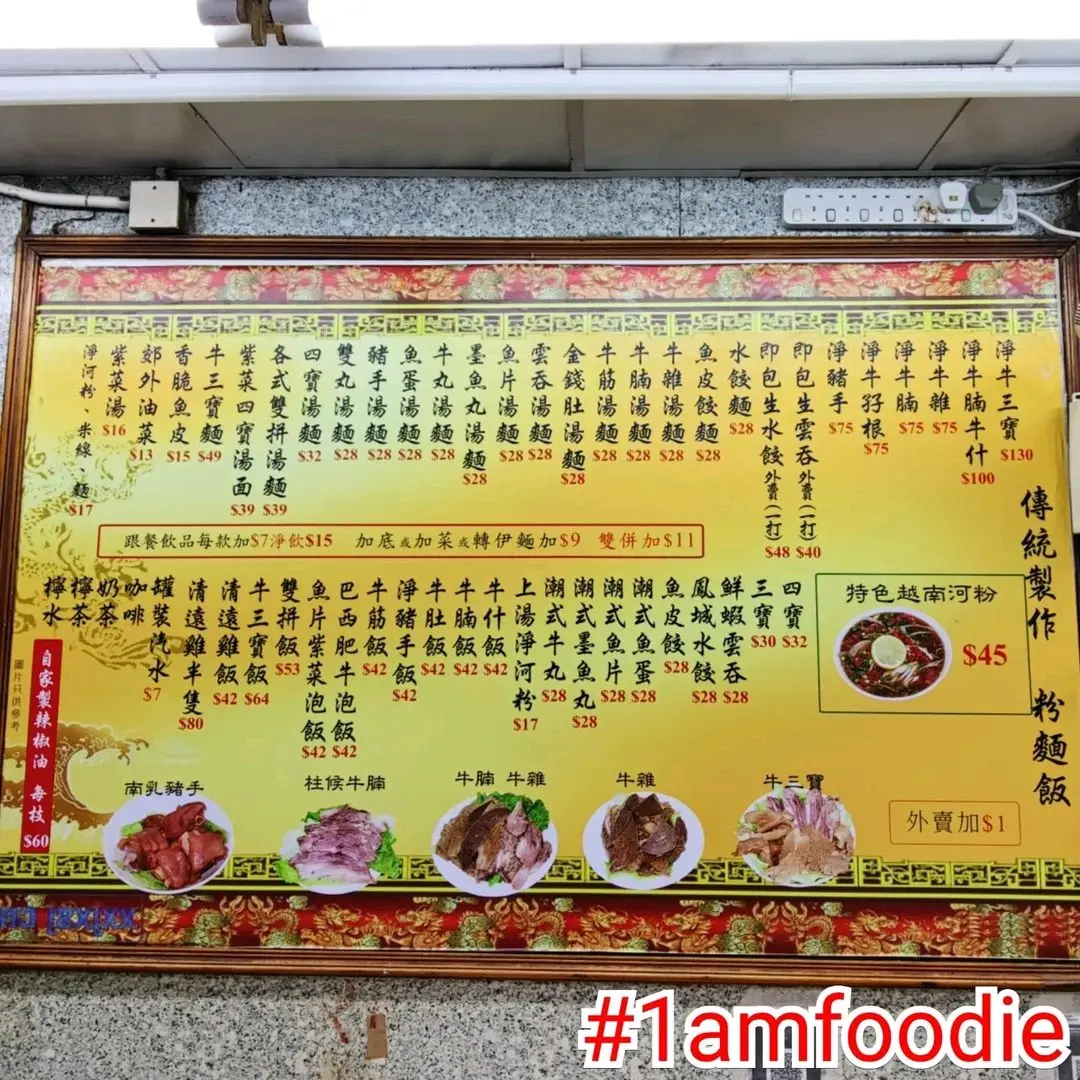 傳統製作 粉麵飯
淨牛三寶 $130
淨牛腩牛什 $100
淨牛雜 $75
淨牛腩 $75
淨牛孖根 $75
淨豬手 $75
即包生雲吞外賣(一打) $40
即包生水餃外賣(一打) $48
水餃麵 $28
魚皮餃麵 $28
牛雜湯麵 $28
牛腩湯麵 $28
牛筋湯麵 $28
金錢肚湯麵 $28
雲吞湯麵 $28
魚片湯麵 $28
墨魚丸湯麵 $28
牛丸湯麵 $28
魚蛋湯麵 $28
豬手湯麵 $28
雙丸湯麵 $28
四寶湯麵 $32
各式雙拼湯麵 $39
紫菜四寶湯面 $39
牛三寶麵 $49
香脆魚皮 $15
郊外油菜 $13
紫菜湯 $16
淨河粉、米線、麵 $17
跟餐飲品每款加$7淨飲$15 加底或加菜或轉伊麵加$9 雙併加$11
特色越南河粉
$45
四寶 $32
三寶 $30
鮮蝦雲吞 $28
鳳城水餃 $28
魚皮餃 $28
潮式魚蛋 $28
潮式魚片 $28
潮式墨魚丸 $28
潮式牛丸 $28
上湯淨河粉 $17
牛什飯 $42
牛腩飯 $42
牛肚飯 $42
淨豬手飯 $42
牛筋飯 $42
巴西肥牛泡飯 $42
魚片紫菜泡飯 $42
雙拼飯 $53
牛三寶飯 $64
清遠雞飯 $42
清遠雞半隻 $80
罐裝汽水 $7
咖啡
奶茶
檸茶
檸水
自家製辣椒油 每枝 $60
圖片只供參考
南乳豬手
柱候牛腩
牛腩 牛雜
牛雜
牛三寶
外賣加$1
#1amfoodie